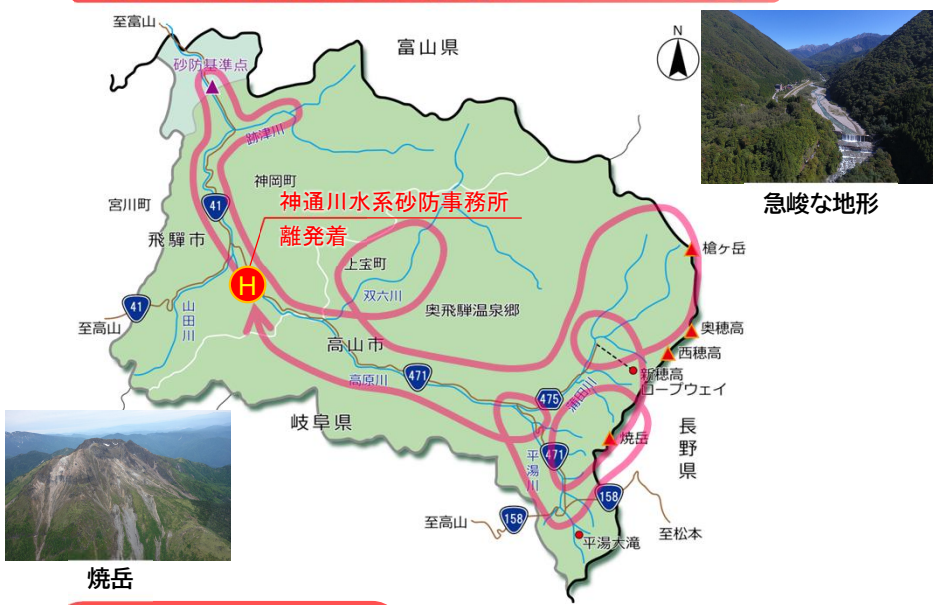 至富山
富山県
N
砂防基準点
跡津川
急峻な地形
神岡町
宮川町
41
神通川水系砂防事務所
離発着
飛騨市
槍ヶ岳
上宝町
H
双六川
41
奥飛騨温泉郷
山田川
至高山
奥穂高
高山市
西穂高
新穂高
ロープウェイ
高原川
471
475
蒲田川
岐阜県
長野県
焼岳
平湯川
471
158
至高山
158
至松本
平湯大滝
焼岳